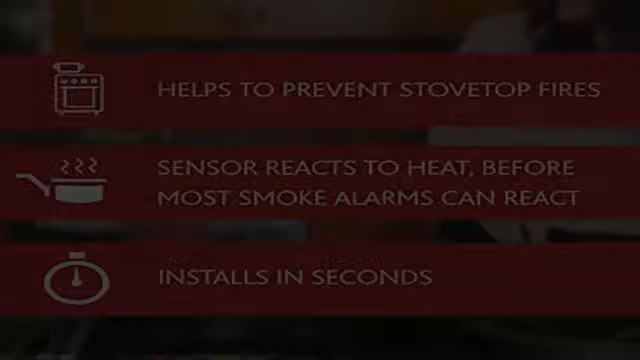 HELPS TO PREVENT STOVETOP FIRES
SENSOR REACTS TO HEAT, BEFORE
MOST SMOKE ALARMS CAN REACT
INSTALLS IN SECONDS